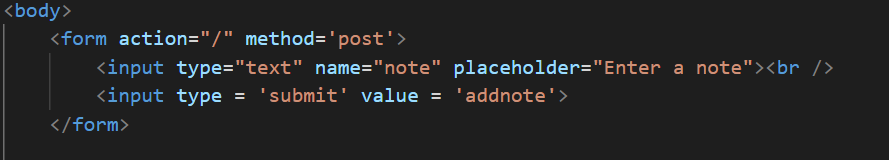 <body>
<form action="/" method='post'>
<input type="text" name="note" placeholder="Enter a note"><br />
<input type = 'submit' value = 'addnote'>
</form>